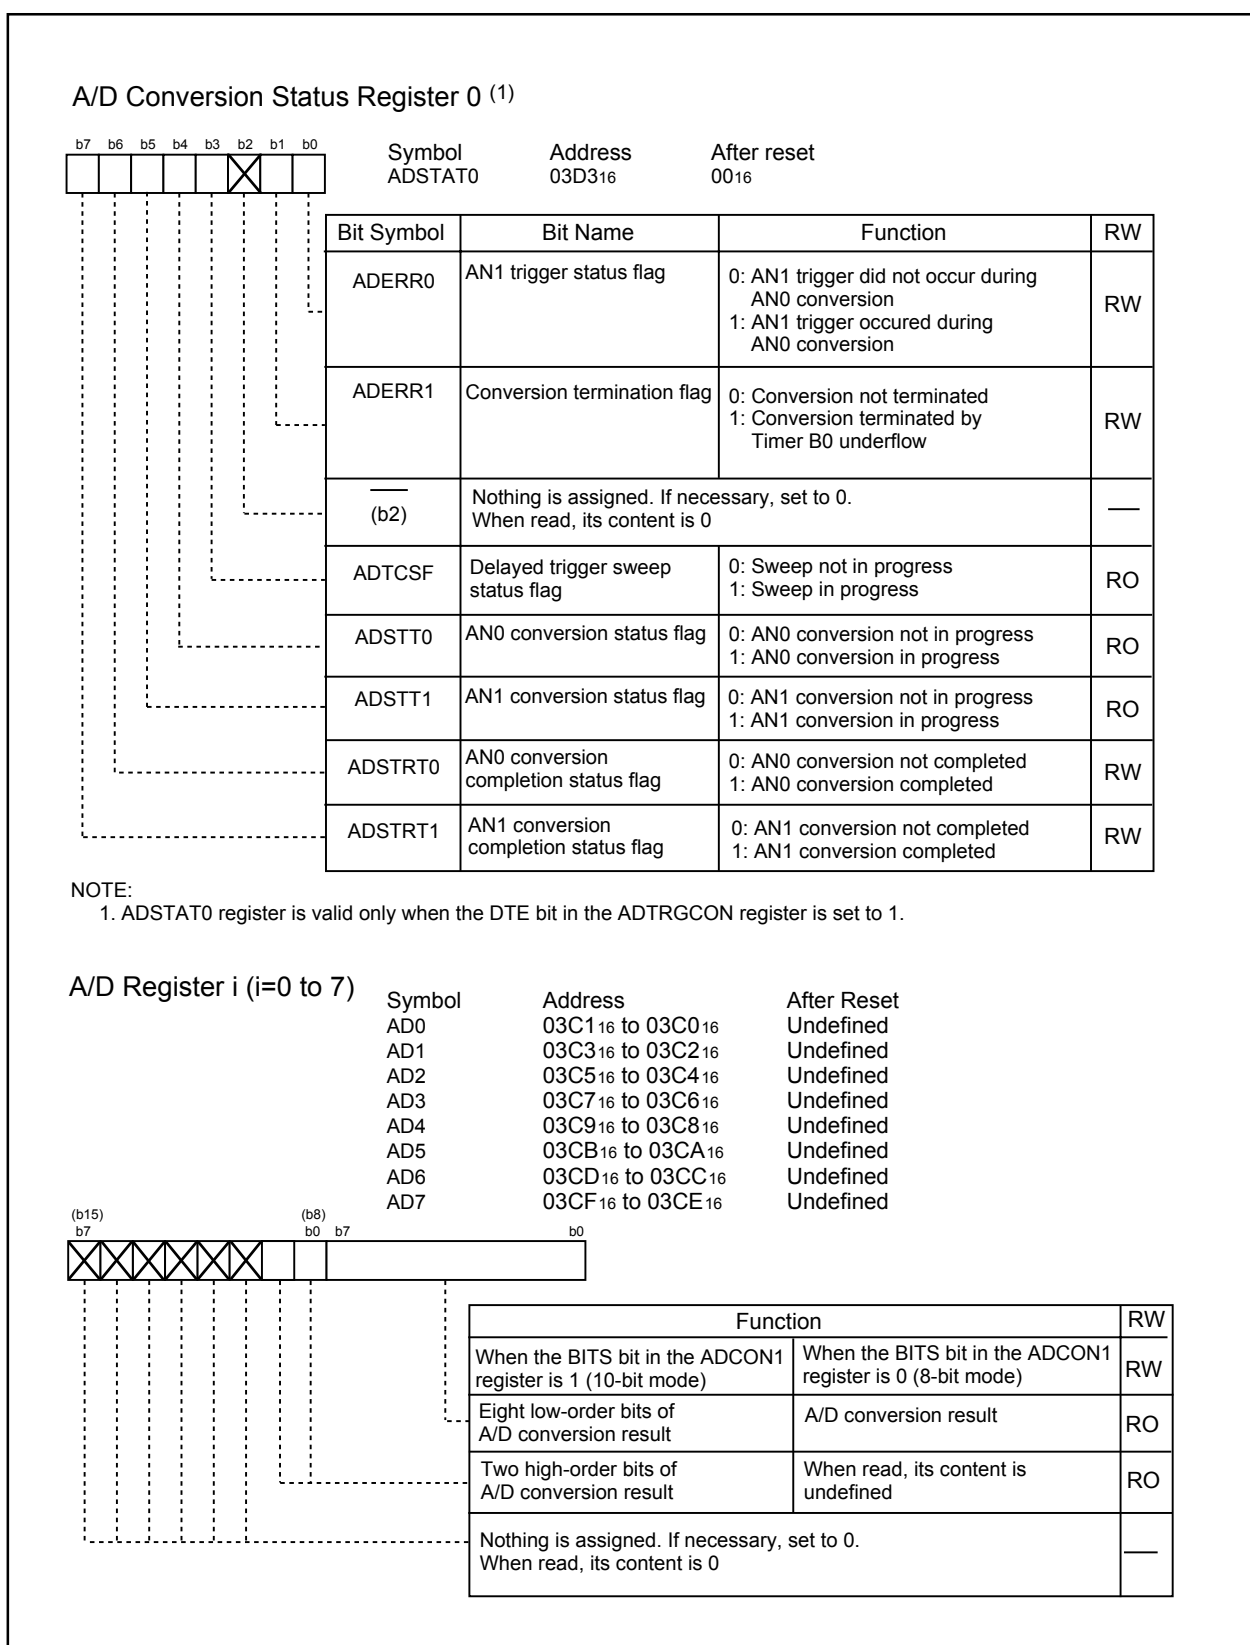 A/D Conversion Status Register 0 (1)
b7 b6 b5 b4 b3 b2 b1 b0
Symbol Address After reset
ADSTAT0 03D316 0016
Bit Symbol Bit Name Function RW
ADERR0 AN1 trigger status flag 0: AN1 trigger did not occur during
AN0 conversion
1: AN1 trigger occured during
AN0 conversion
RW
ADERR1 Conversion termination flag 0: Conversion not terminated
1: Conversion terminated by
Timer B0 underflow
RW
(b2) Nothing is assigned. If necessary, set to 0.
When read, its content is 0
—
ADTCSF Delayed trigger sweep
status flag
0: Sweep not in progress
1: Sweep in progress
RO
ADSTT0 AN0 conversion status flag 0: AN0 conversion not in progress
1: AN0 conversion in progress
RO
ADSTT1 AN1 conversion status flag 0: AN1 conversion not in progress
1: AN1 conversion in progress
RO
ADSTRT0 AN0 conversion
completion status flag
0: AN0 conversion not completed
1: AN0 conversion completed
RW
ADSTRT1 AN1 conversion
completion status flag
0: AN1 conversion not completed
1: AN1 conversion completed
RW
NOTE:
1. ADSTAT0 register is valid only when the DTE bit in the ADTRGCON register is set to 1.
A/D Register i (i=0 to 7)
Symbol Address After Reset
AD0 03C116 to 03C016 Undefined
AD1 03C316 to 03C216 Undefined
AD2 03C516 to 03C416 Undefined
AD3 03C716 to 03C616 Undefined
AD4 03C916 to 03C816 Undefined
AD5 03CB16 to 03CA16 Undefined
AD6 03CD16 to 03CC16 Undefined
AD7 03CF16 to 03CE16 Undefined
(b15) (b8)
b7 b0 b7 b0
Function RW
When the BITS bit in the ADCON1
register is 1 (10-bit mode)
When the BITS bit in the ADCON1
register is 0 (8-bit mode)
RW
Eight low-order bits of
A/D conversion result
A/D conversion result
RO
Two high-order bits of
A/D conversion result
When read, its content is
undefined
RO
Nothing is assigned. If necessary, set to 0.
When read, its content is 0
—